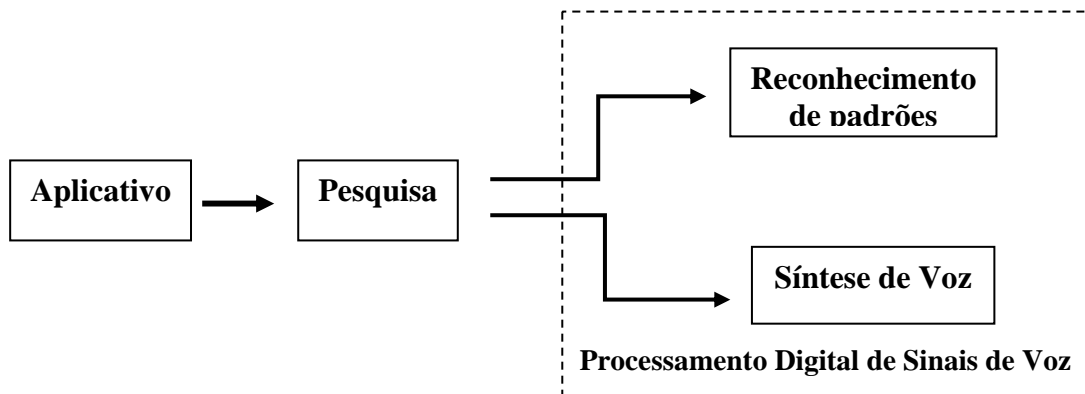 Aplicativo
Pesquisa
Reconhecimento
de padrões
Síntese de Voz
Processamento Digital de Sinais de Voz